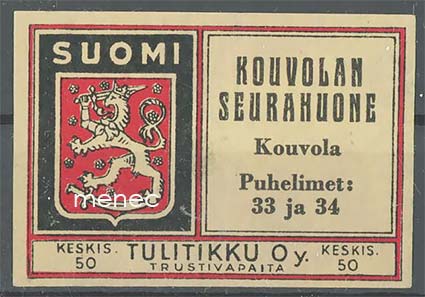 SUOMI
KOUVOLAN
SEURAHUONE
Kouvola
Puhelimet:
33 ja 34
menec
KESKIS.
50
TULITIKKU Oy.
TRUSTIVAPAITA
KESKIS.
50